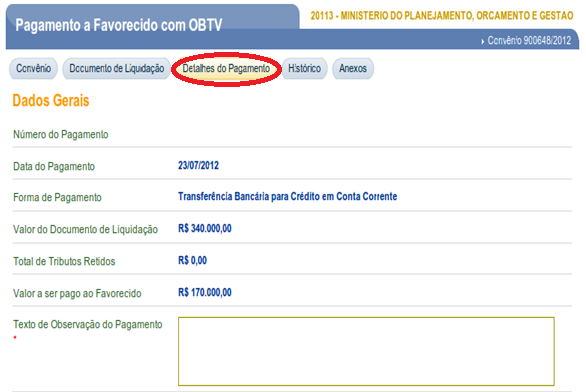 Pagamento a Favorecido com OBTV
20113 - MINISTERIO DO PLANEJAMENTO, ORCAMENTO E GESTAO
Convênio 900648/2012
Convênio Documento de Liquidação Detalhes do Pagamento Histórico Anexos
Dados Gerais
Número do Pagamento
Data do Pagamento 23/07/2012
Forma de Pagamento Transferência Bancária para Crédito em Conta Corrente
Valor do Documento de Liquidação R$ 340.000,00
Total de Tributos Retidos R$ 0,00
Valor a ser pago ao Favorecido R$ 170.000,00
Texto de Observação do Pagamento
*